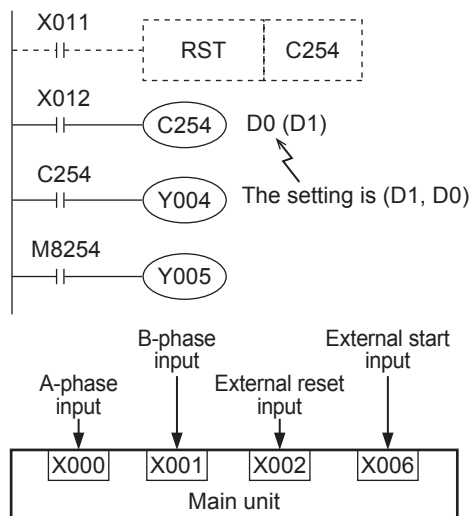 X011
RST C254
X012
C254 D0 (D1)
C254
Y004 The setting is (D1, D0)
M8254
Y005
B-phase
input
External start
input
A-phase
input
External reset
input
X000 X001 X002 X006
Main unit